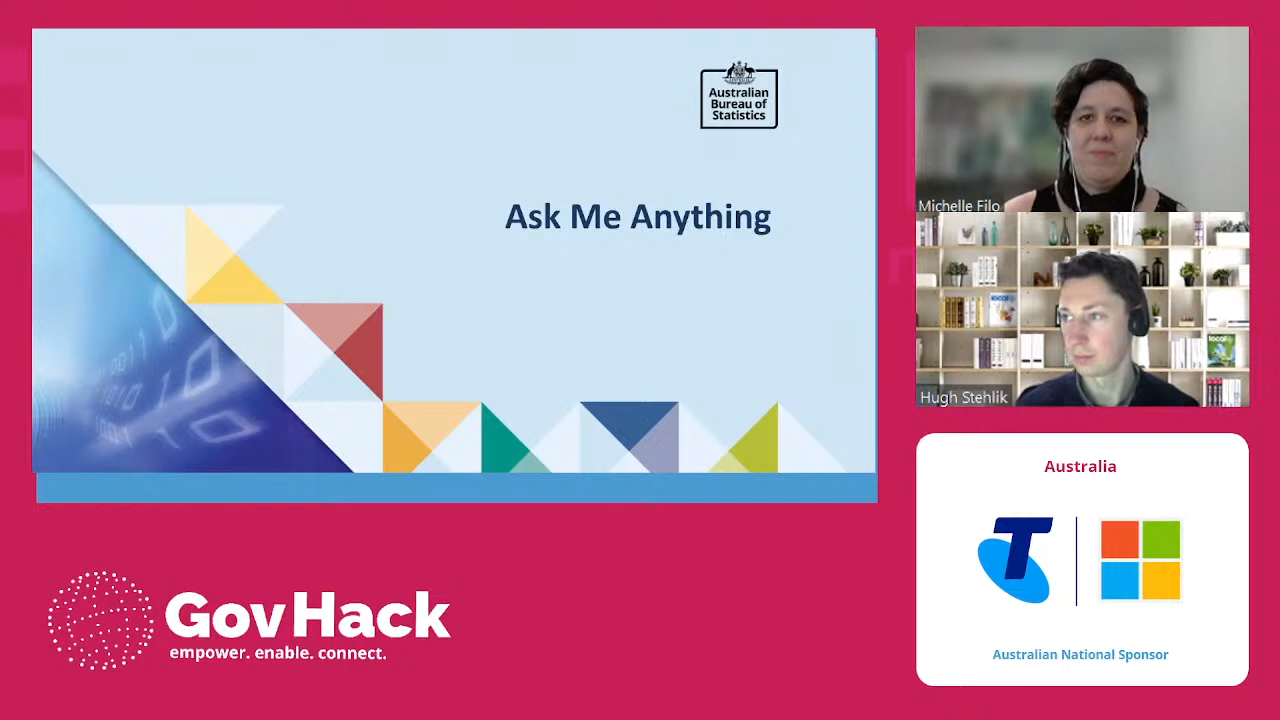 Australian
Bureau of
Statistics
Ask Me Anything
Michelle Filo
Hugh Stehlik
Australia
T
Australian National Sponsor
GovHack
empower. enable. connect.